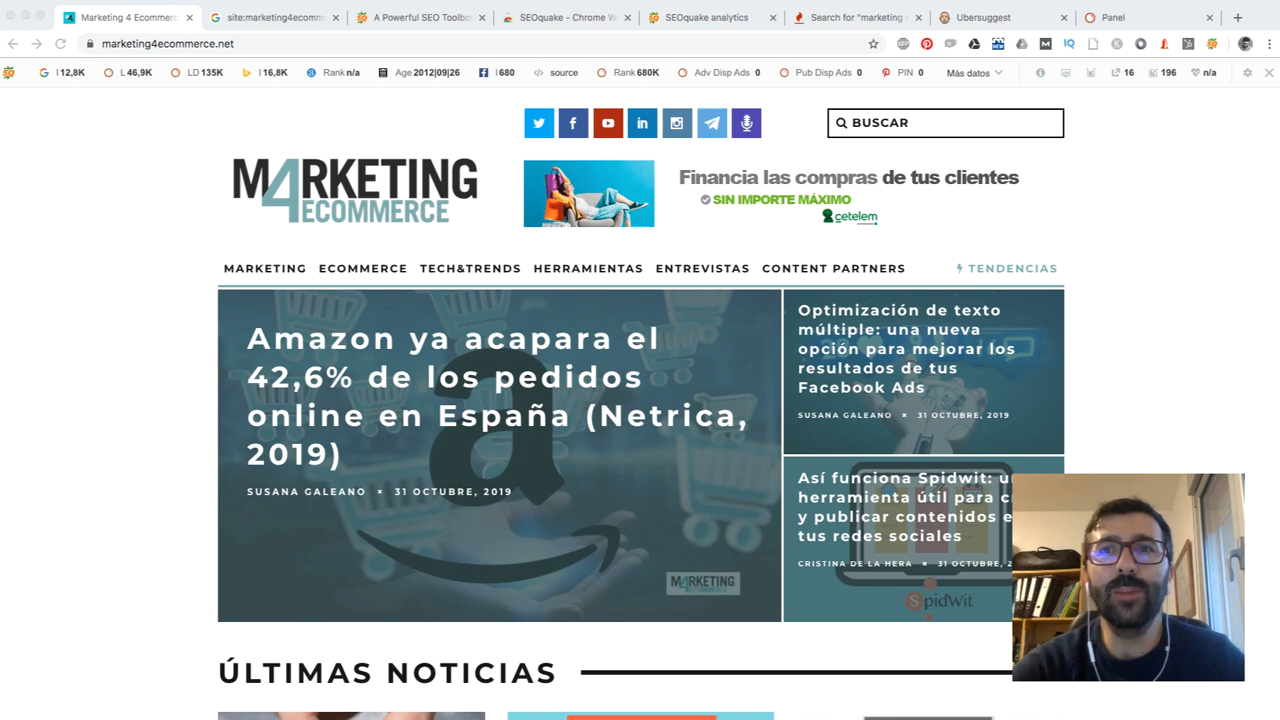 Marketing 4 Ecommerc
site:marketing4ecomm
A Powerful SEO Toolbo
SEOquake - Chrome W
SEOquake analytics
Search for "marketing
Ubersuggest
Panel
marketing4ecommerce.net
I 12,8K
L 46,9K
LD 135K
I 16,8K
Rank n/a
Age 2012|09|26
I 680
source
Rank 680K
Adv Disp Ads 0
Pub Disp Ads 0
PIN 0
Más datos
16
196
n/a
BUSCAR
M4RKETING
ECOMMERCE
Financia las compras de tus clientes
SIN IMPORTE MÁXIMO
cetelem
MARKETING
ECOMMERCE
TECH&TRENDS
HERRAMIENTAS
ENTREVISTAS
CONTENT PARTNERS
TENDENCIAS
Amazon ya acapara el
42,6% de los pedidos
online en España (Netrica,
2019)
SUSANA GALEANO × 31 OCTUBRE, 2019
M4RKETING
ECOMMERCE
Optimización de texto
múltiple: una nueva
opción para mejorar los
resultados de tus
Facebook Ads
SUSANA GALEANO × 31 OCTUBRE, 2019
Así funciona Spidwit: u
herramienta útil para c
y publicar contenidos e
tus redes sociales
CRISTINA DE LA HERA × 31 OCTUBRE, 2
SpidWit
ÚLTIMAS NOTICIAS